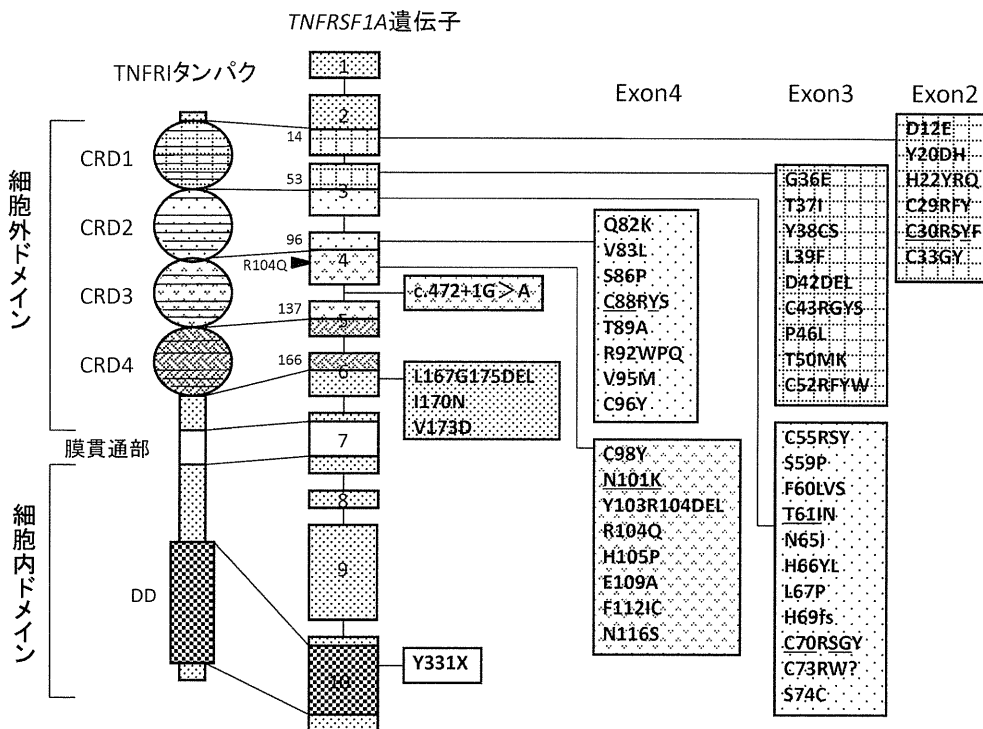 TNFRSF1A遺伝子
TNFRIタンパク
細胞外ドメイン
CRD1
CRD2
CRD3
CRD4
膜貫通部
細胞内ドメイン
DD
1
2
14
3
53
4
96
R104Q
5
137
6
166
7
8
9
10
c.472+1G>A
L167G175DEL
I170N
V173D
Y331X
Exon4
Q82K
V83L
S86P
C88RYS
T89A
R92WPQ
V95M
C96Y
C98Y
N101K
Y103R104DEL
R104Q
H105P
E109A
F112IC
N116S
Exon3
G36E
T37I
Y38CS
L39F
D42DEL
C43RGYS
P46L
T50MK
C52RFYW
C55RSY
S59P
F60LVS
T61IN
N65I
H66YL
L67P
H69fs
C70RSGY
C73RW?
S74C
Exon2
D12E
Y20DH
H22YRQ
C29RFY
C30RSYF
C33GY